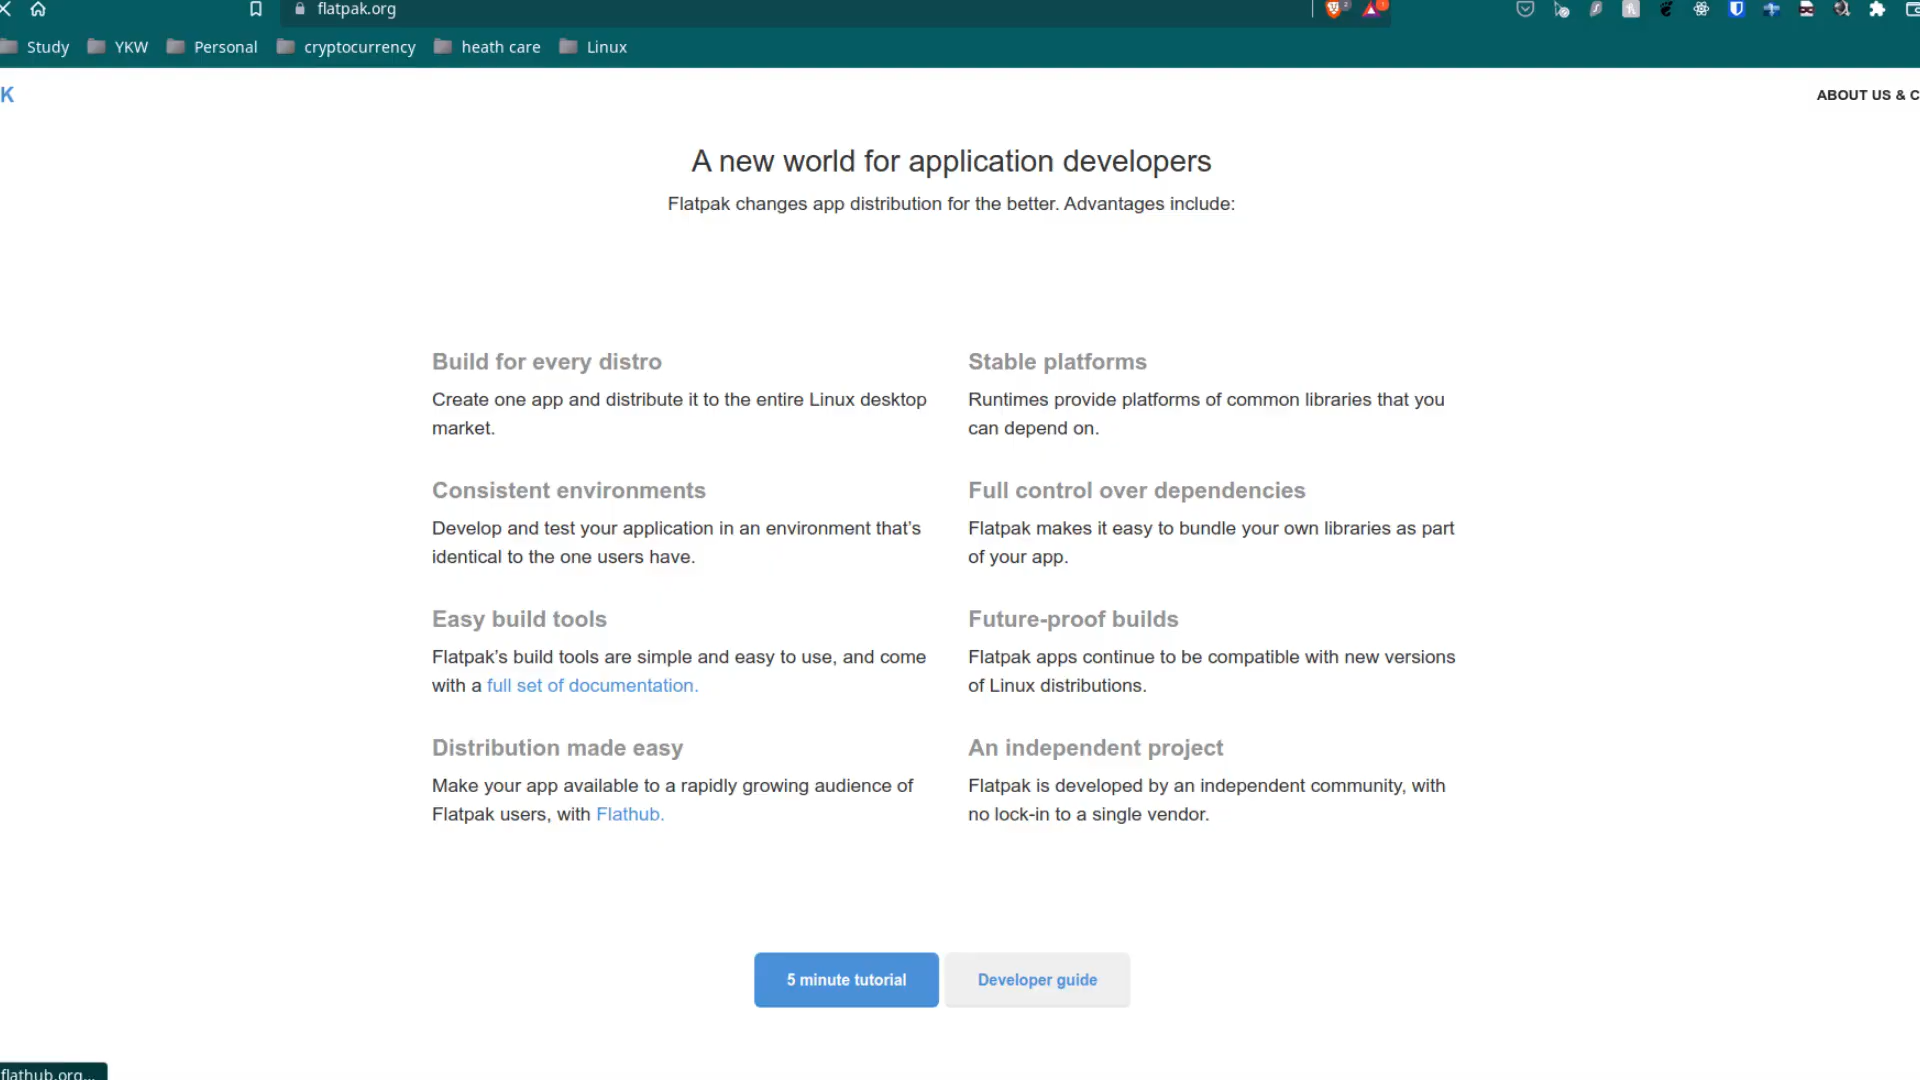 flatpak.org
Study YKW Personal cryptocurrency heath care Linux
K ABOUT US & C
A new world for application developers
Flatpak changes app distribution for the better. Advantages include:
Build for every distro
Create one app and distribute it to the entire Linux desktop
market.
Stable platforms
Runtimes provide platforms of common libraries that you
can depend on.
Consistent environments
Develop and test your application in an environment that’s
identical to the one users have.
Full control over dependencies
Flatpak makes it easy to bundle your own libraries as part
of your app.
Easy build tools
Flatpak’s build tools are simple and easy to use, and come
with a full set of documentation.
Future-proof builds
Flatpak apps continue to be compatible with new versions
of Linux distributions.
Distribution made easy
Make your app available to a rapidly growing audience of
Flatpak users, with Flathub.
An independent project
Flatpak is developed by an independent community, with
no lock-in to a single vendor.
5 minute tutorial Developer guide
flathub.org...